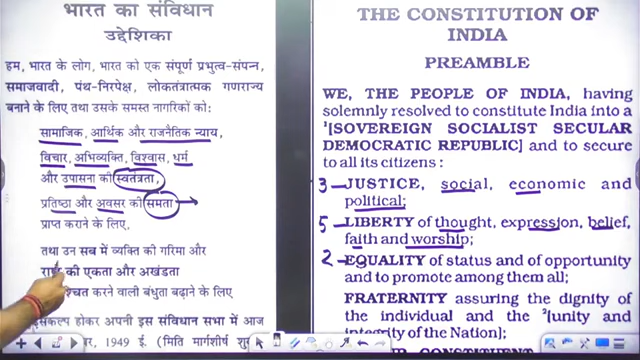 भारत का संविधान
उद्देशिका
हम, भारत के लोग, भारत को एक संपूर्ण प्रभुत्व-संपन्न,
समाजवादी, पंथ-निरपेक्ष, लोकतंत्रात्मक गणराज्य
बनाने के लिए तथा उसके समस्त नागरिकों को:
सामाजिक, आर्थिक और राजनैतिक न्याय,
विचार, अभिव्यक्ति, विश्वास, धर्म
और उपासना की स्वतंत्रता,
प्रतिष्ठा और अवसर की समता
प्राप्त कराने के लिए,
तथा उन सब में व्यक्ति की गरिमा और
की एकता और अखंडता
करने वाली बंधुता बढ़ाने के लिए
होकर अपनी इस संविधान सभा में आज
1949 ई. (मिति मार्गशीर्ष
THE CONSTITUTION OF
INDIA
PREAMBLE
WE, THE PEOPLE OF INDIA, having
solemnly resolved to constitute India into a
¹[SOVEREIGN SOCIALIST SECULAR
DEMOCRATIC REPUBLIC] and to secure
to all its citizens :
3 JUSTICE, social, economic and
political;
5 LIBERTY of thought, expression, belief,
faith and worship;
2 EQUALITY of status and of opportunity
and to promote among them all;
FRATERNITY assuring the dignity of
the individual and the ²[unity and
integrity of the Nation];